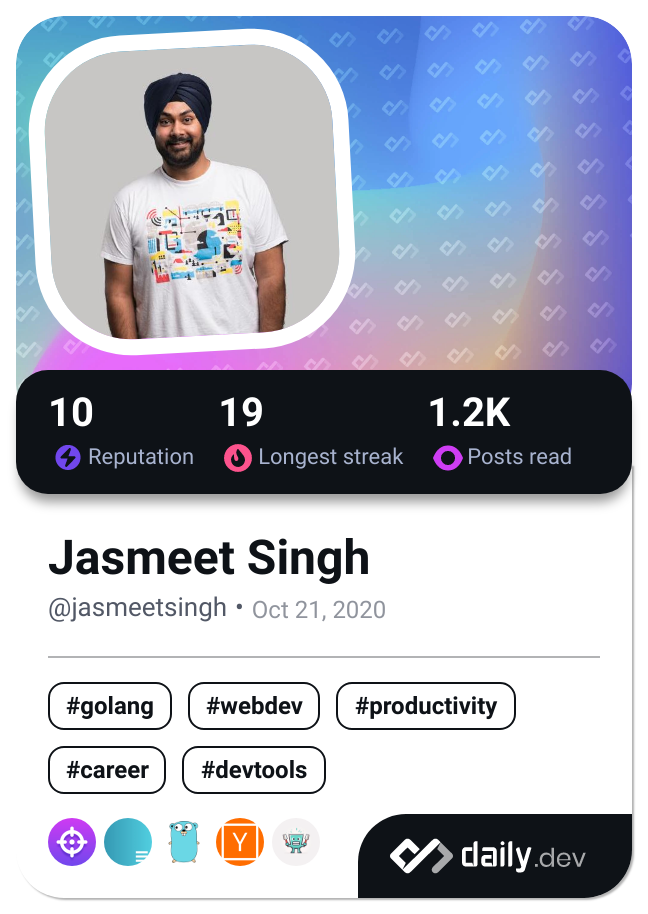 10 19 1.2K
Reputation Longest streak Posts read
Jasmeet Singh
@jasmeetsingh • Oct 21, 2020
#golang #webdev #productivity
#career #devtools
Y
daily.dev